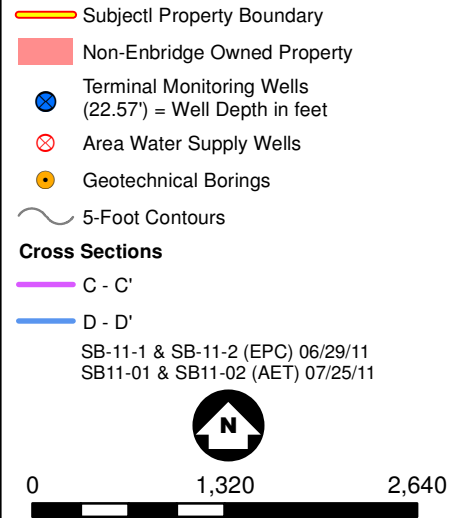 Subjectl Property Boundary
Non-Enbridge Owned Property
Terminal Monitoring Wells
(22.57') = Well Depth in feet
Area Water Supply Wells
Geotechnical Borings
5-Foot Contours
Cross Sections
C - C'
D - D'
SB-11-1 & SB-11-2 (EPC) 06/29/11
SB11-01 & SB11-02 (AET) 07/25/11
N
0 1,320 2,640